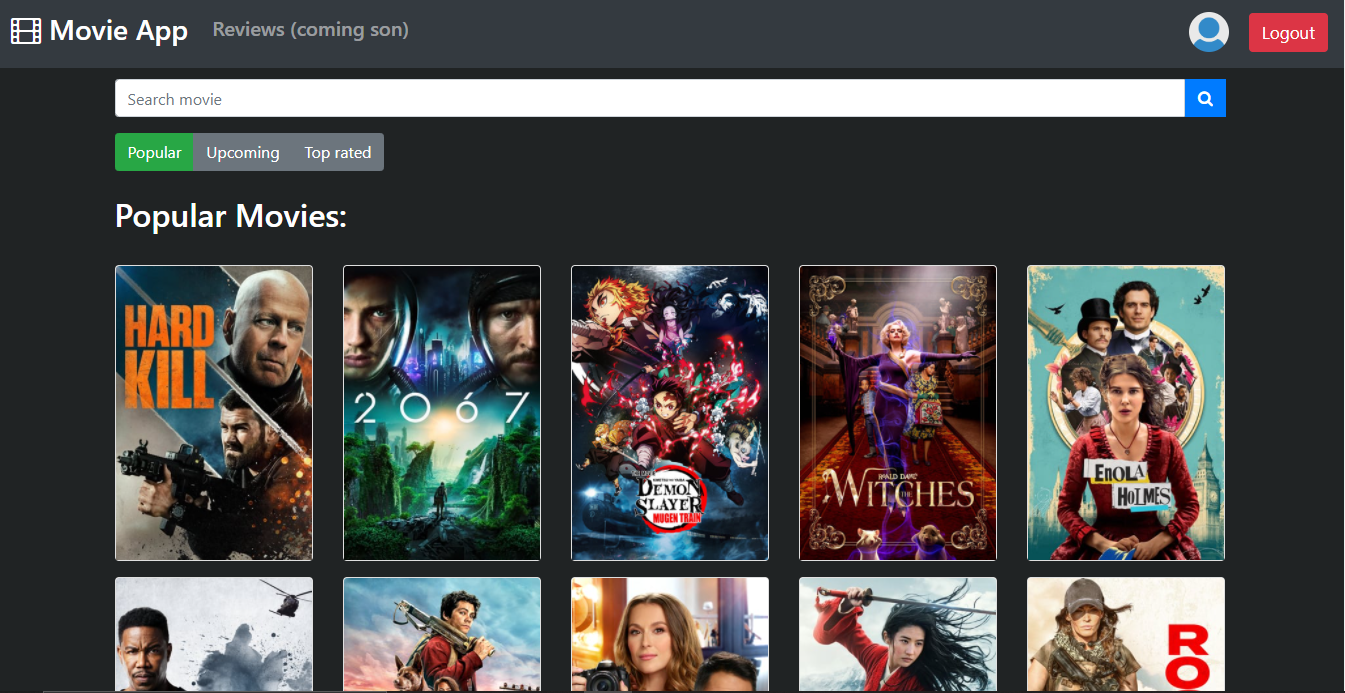 Movie App
Reviews (coming son)
Logout
Search movie
Popular
Upcoming
Top rated
Popular Movies:
HARD
KILL
2067
DEMON
SLAYER
MUGEN TRAIN
ROALD DAHL'S
THE
WITCHES
ENOLA
HOLMES
RO